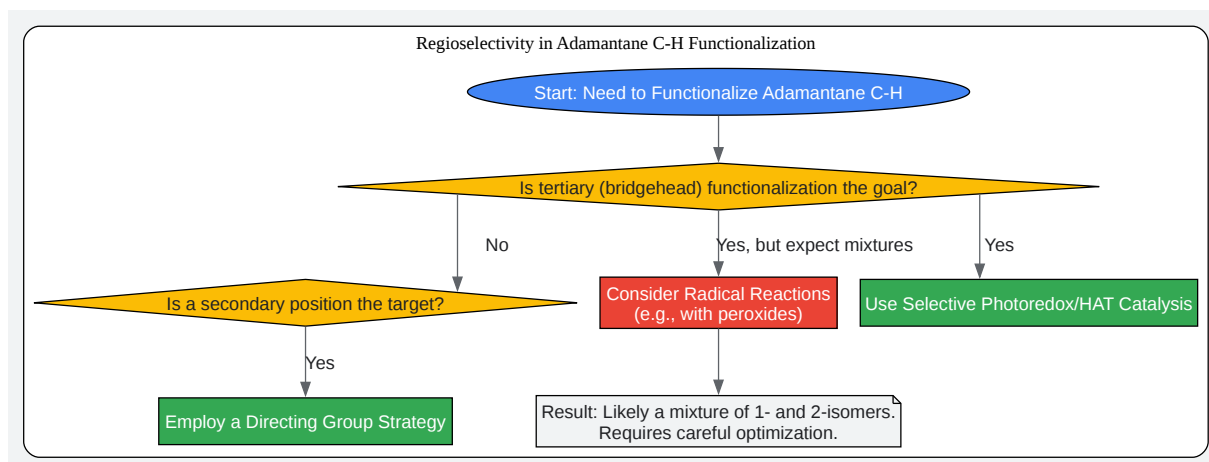 Regioselectivity in Adamantane C-H Functionalization
Start: Need to Functionalize Adamantane C-H
Is tertiary (bridgehead) functionalization the goal?
No
Yes, but expect mixtures
Yes
Is a secondary position the target?
Consider Radical Reactions
(e.g., with peroxides)
Use Selective Photoredox/HAT Catalysis
Yes
Employ a Directing Group Strategy
Result: Likely a mixture of 1- and 2-isomers.
Requires careful optimization.